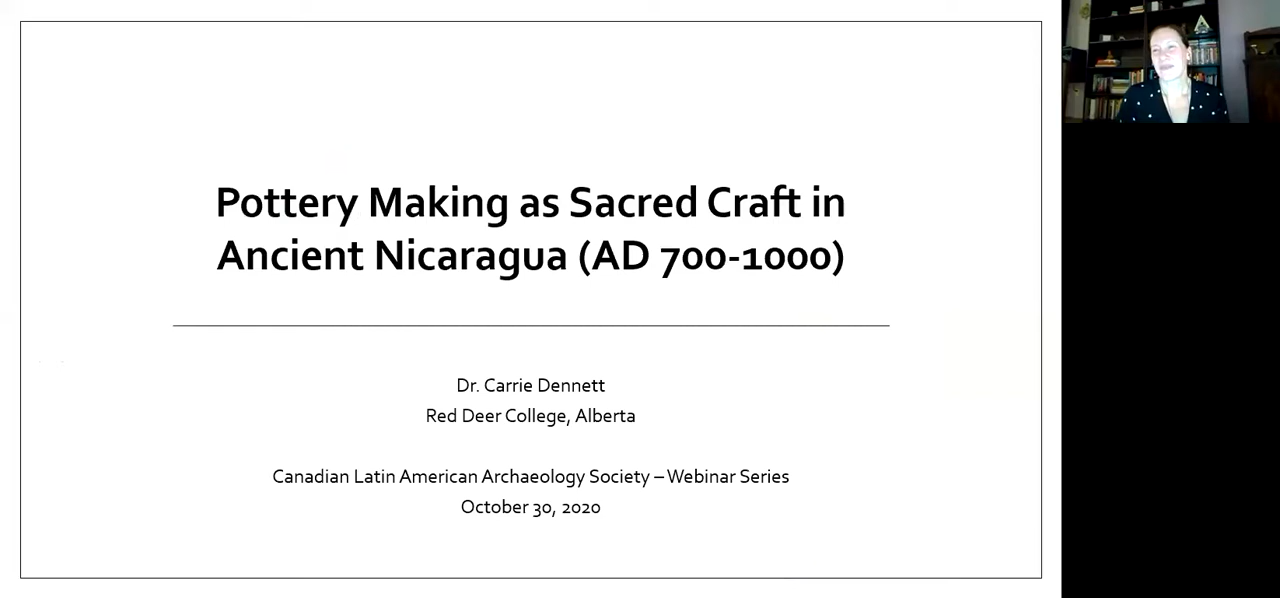 Pottery Making as Sacred Craft in
Ancient Nicaragua (AD 700-1000)
Dr. Carrie Dennett
Red Deer College, Alberta
Canadian Latin American Archaeology Society – Webinar Series
October 30, 2020